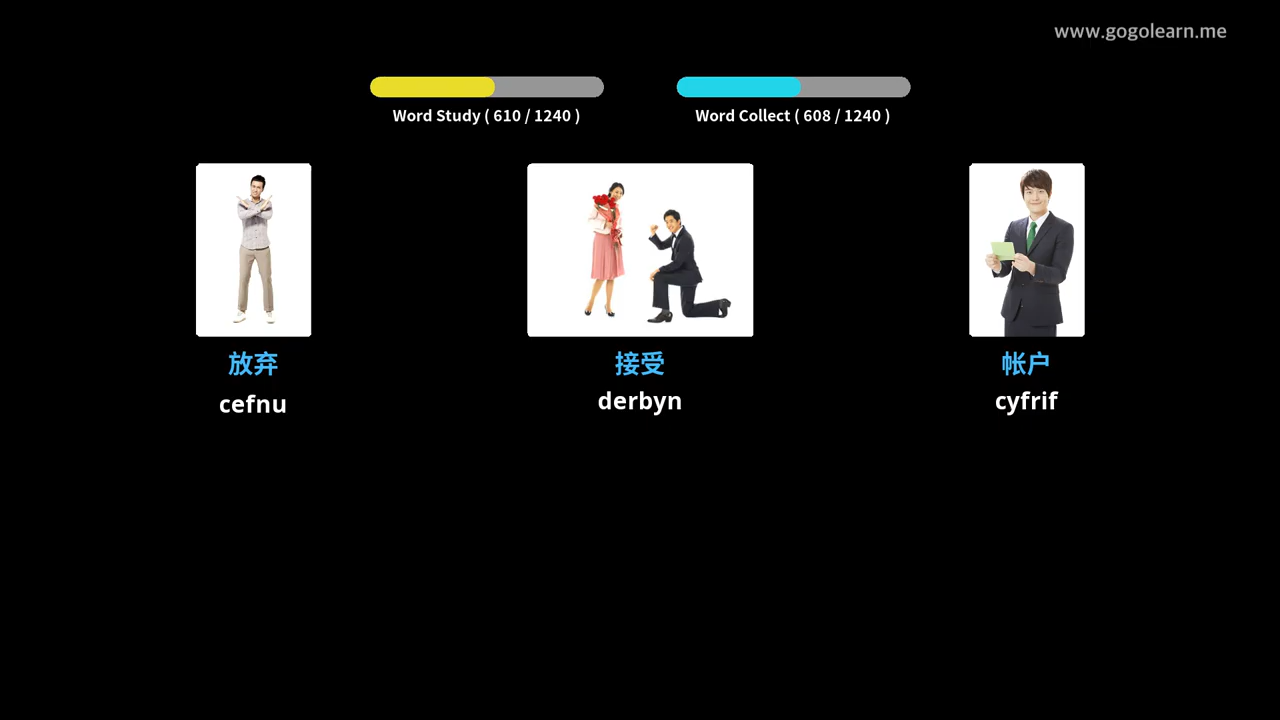 www.gogolearn.me
Word Study ( 610 / 1240 )
Word Collect ( 608 / 1240 )
放弃
接受
帐户
cefnu
derbyn
cyfrif